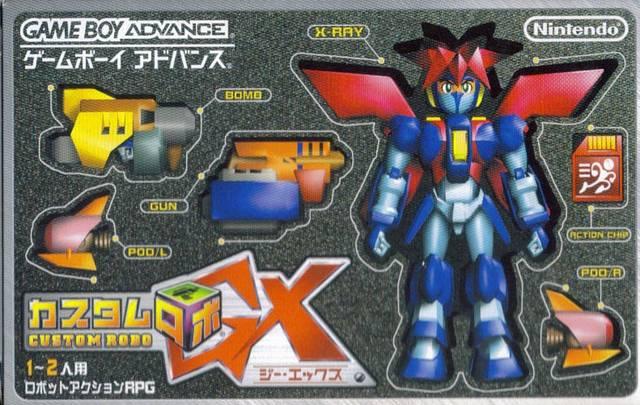 GAME BOY ADVANCE
ゲームボーイ アドバンス
Nintendo
X-RAY
BOMB
GUN
POD/L
ACTION CHIP
POD/R
カスタムロボ
GX
CUSTOM ROBO
ジー・エックス
1~2人用
ロボットアクションRPG